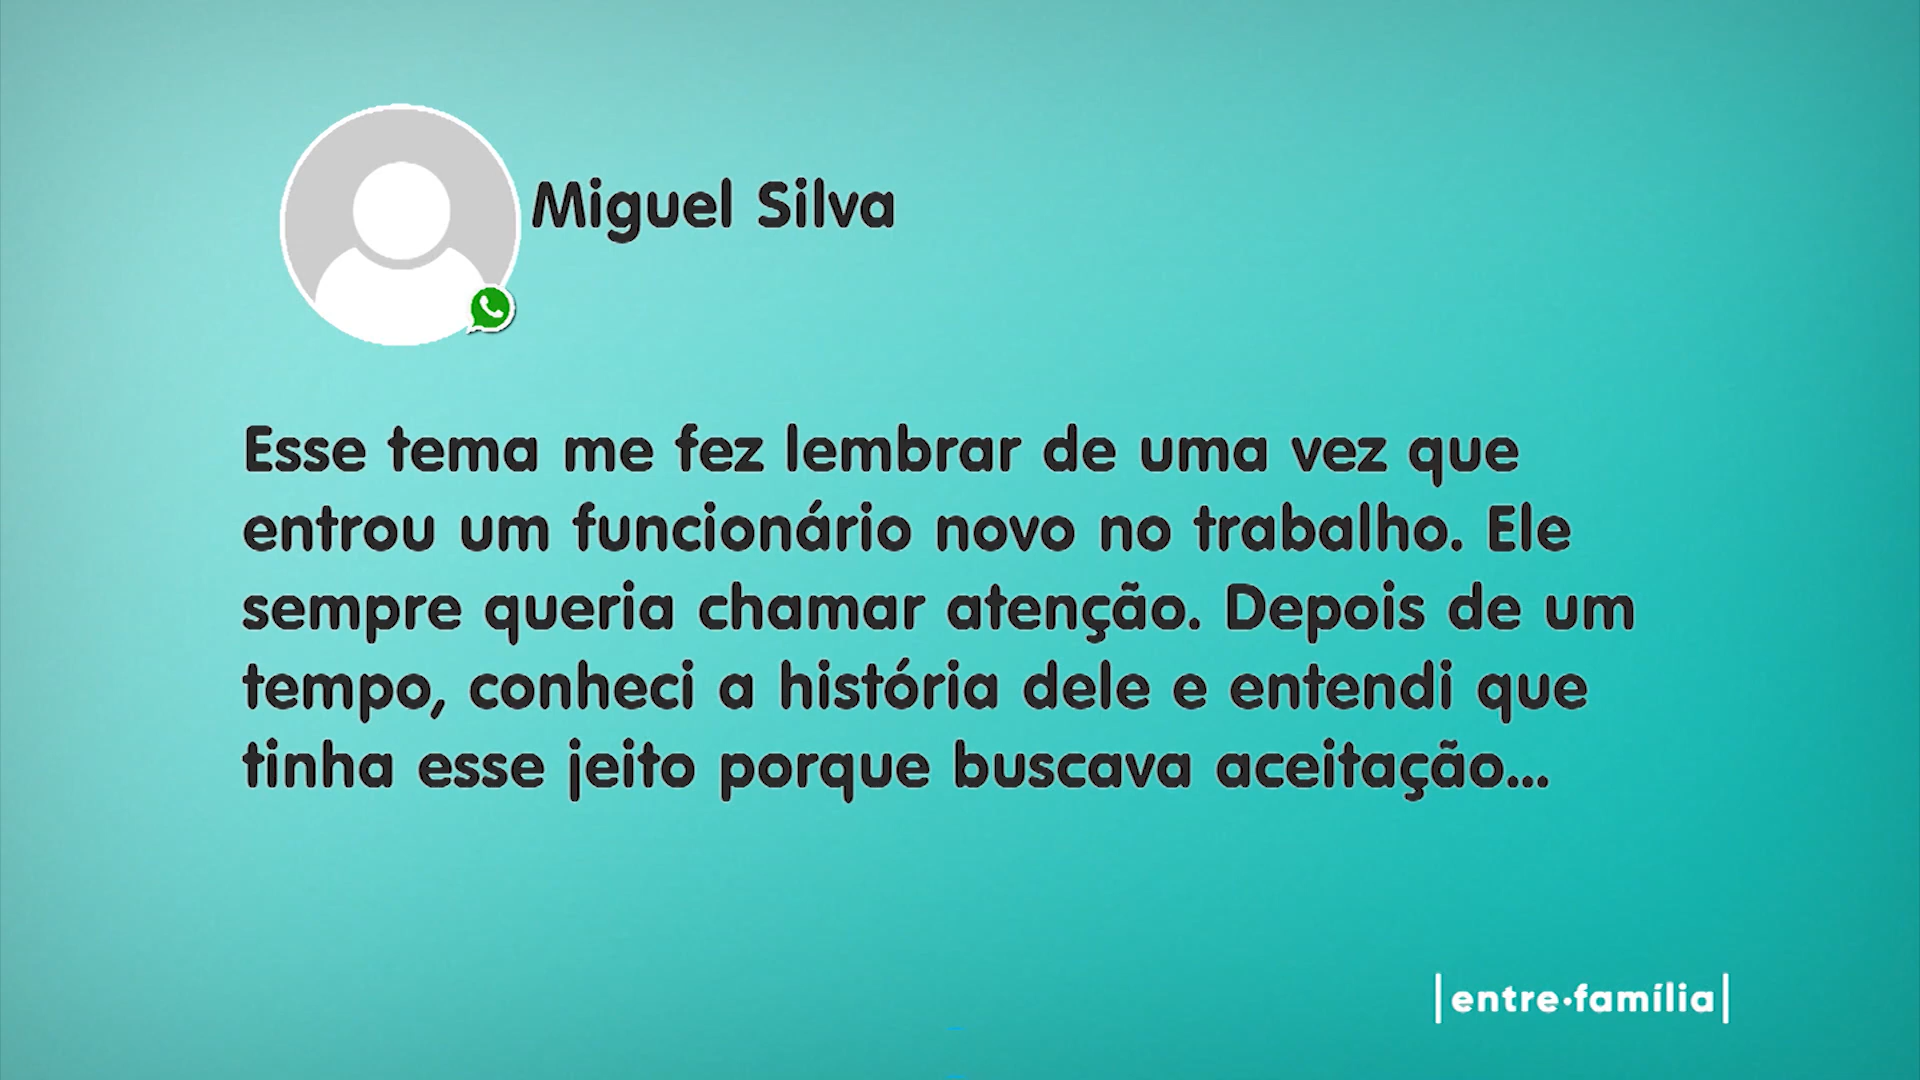 Miguel Silva
Esse tema me fez lembrar de uma vez que
entrou um funcionário novo no trabalho. Ele
sempre queria chamar atenção. Depois de um
tempo, conheci a história dele e entendi que
tinha esse jeito porque buscava aceitação...
|entre•família|